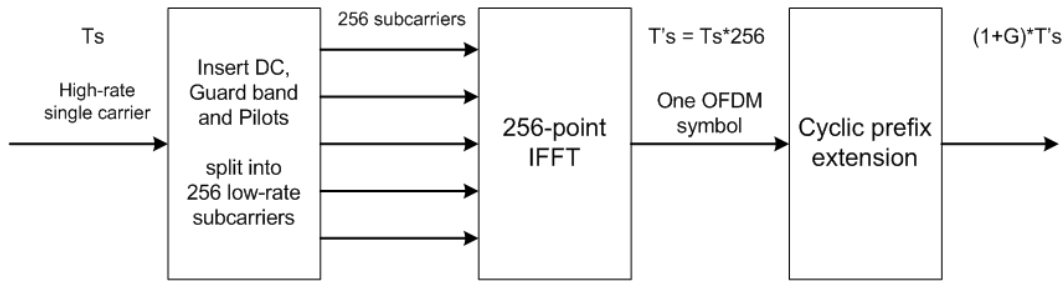 Ts
High-rate
single carrier
Insert DC,
Guard band
and Pilots
split into
256 low-rate
subcarriers
256 subcarriers
256-point
IFFT
T's = Ts*256
One OFDM
symbol
Cyclic prefix
extension
(1+G)*T's